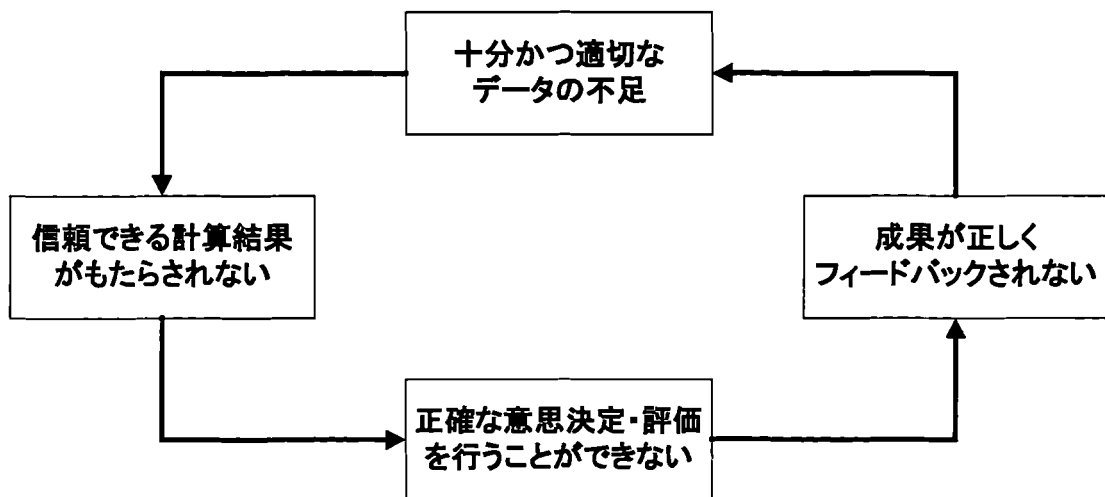 十分かつ適切な
データの不足
信頼できる計算結果
がもたらされない
成果が正しく
フィードバックされない
正確な意思決定・評価
を行うことができない